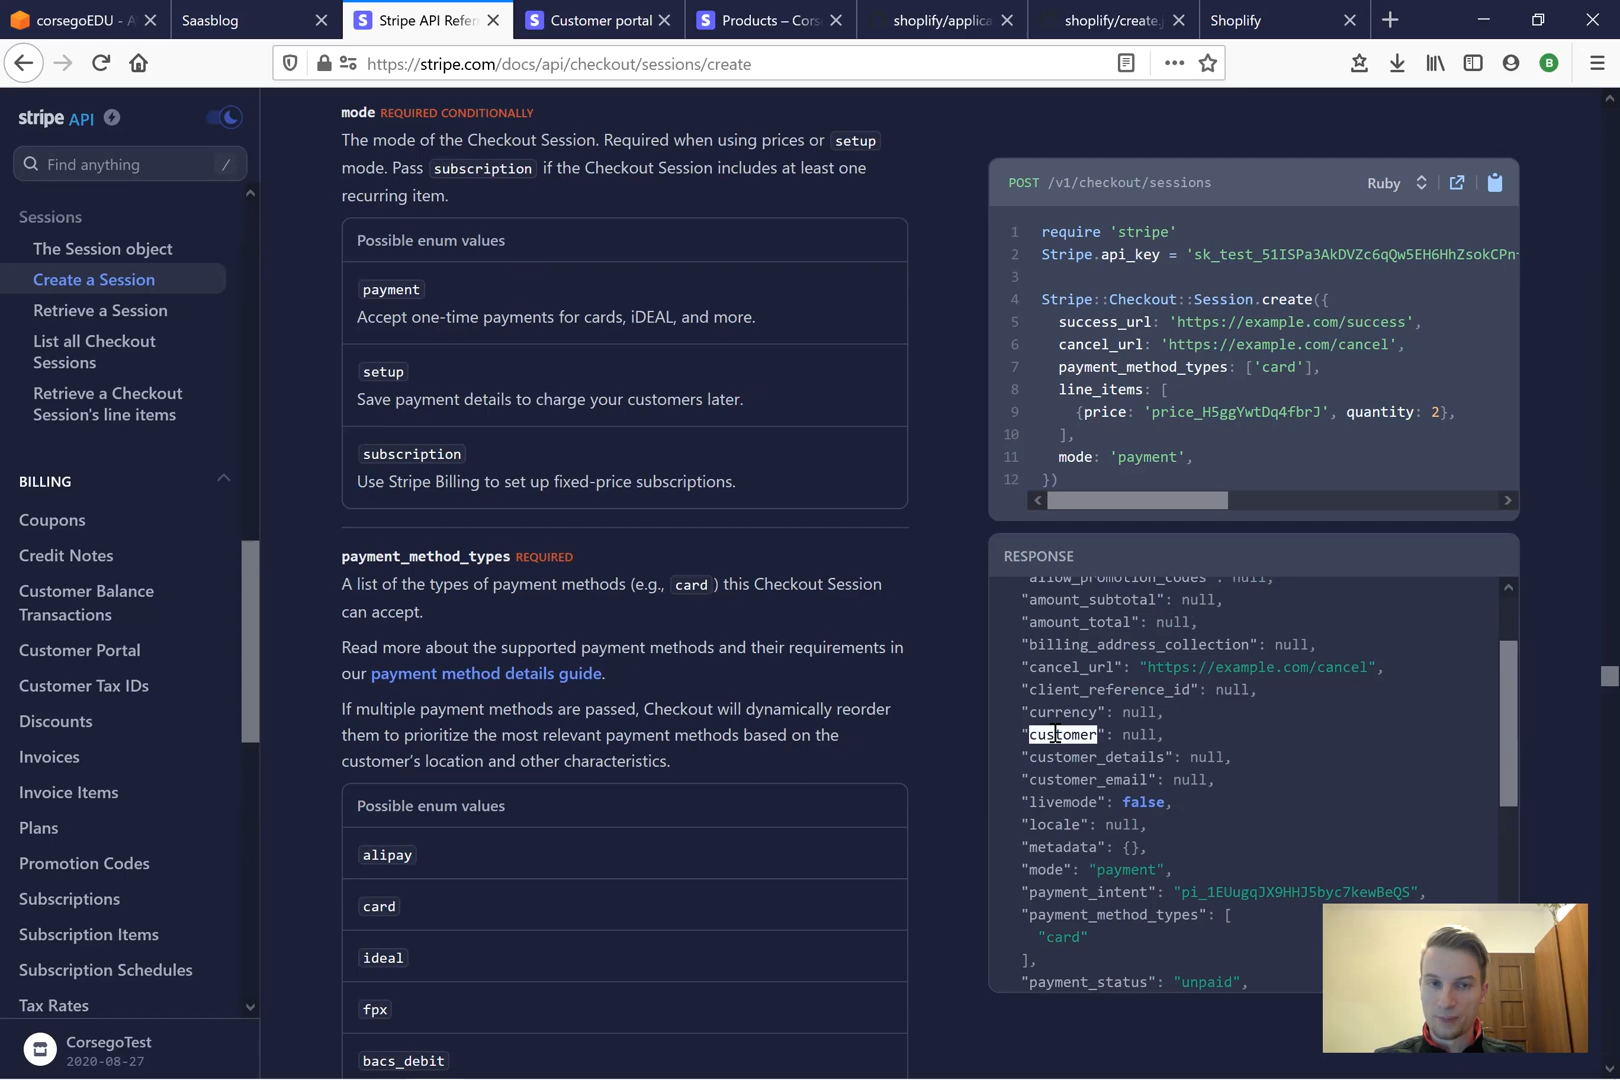 corsegoEDU - A
Saasblog
Stripe API Refer
Customer portal
Products – Corse
shoplify/applica
shoplify/create.j
Shoplify
https://stripe.com/docs/api/checkout/sessions/create
B
stripe API
Find anything
/
Sessions
The Session object
Create a Session
Retrieve a Session
List all Checkout
Sessions
Retrieve a Checkout
Session's line items
BILLING
Coupons
Credit Notes
Customer Balance
Transactions
Customer Portal
Customer Tax IDs
Discounts
Invoices
Invoice Items
Plans
Promotion Codes
Subscriptions
Subscription Items
Subscription Schedules
Tax Rates
CorsegoTest
2020-08-27
mode REQUIRED CONDITIONALLY
The mode of the Checkout Session. Required when using prices or setup
mode. Pass subscription if the Checkout Session includes at least one
recurring item.
Possible enum values
payment
Accept one-time payments for cards, iDEAL, and more.
setup
Save payment details to charge your customers later.
subscription
Use Stripe Billing to set up fixed-price subscriptions.
payment_method_types REQUIRED
A list of the types of payment methods (e.g., card ) this Checkout Session
can accept.
Read more about the supported payment methods and their requirements in
our payment method details guide.
If multiple payment methods are passed, Checkout will dynamically reorder
them to prioritize the most relevant payment methods based on the
customer's location and other characteristics.
Possible enum values
alipay
card
ideal
fpx
bacs_debit
POST /v1/checkout/sessions
Ruby
1 require 'stripe'
2 Stripe.api_key = 'sk_test_51ISPa3AkDVZc6qQw5EH6HhZsokCPn
3
4 Stripe::Checkout::Session.create({
5 success_url: 'https://example.com/success',
6 cancel_url: 'https://example.com/cancel',
7 payment_method_types: ['card'],
8 line_items: [
9 {price: 'price_H5ggYwtDq4fbrJ', quantity: 2},
10 ],
11 mode: 'payment',
12 })
RESPONSE
"allow_promotion_codes": null,
"amount_subtotal": null,
"amount_total": null,
"billing_address_collection": null,
"cancel_url": "https://example.com/cancel",
"client_reference_id": null,
"currency": null,
"customer": null,
"customer_details": null,
"customer_email": null,
"livemode": false,
"locale": null,
"metadata": {},
"mode": "payment",
"payment_intent": "pi_1EUugqJX9HHJ5byc7kewBeQS",
"payment_method_types": [
"card"
],
"payment_status": "unpaid",